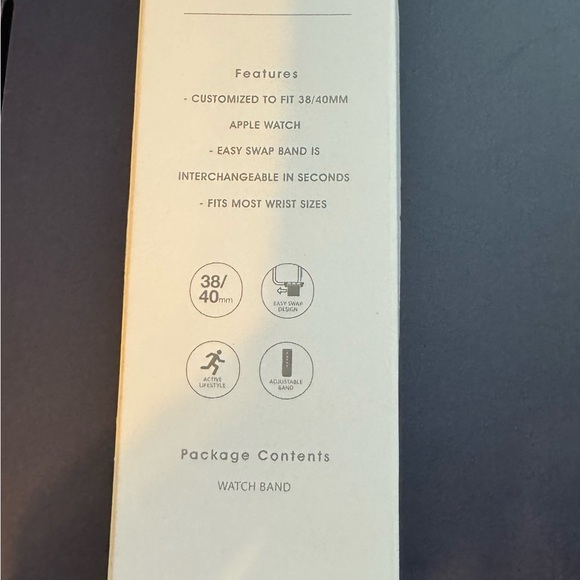 Features
- CUSTOMIZED TO FIT 38/40MM
APPLE WATCH
- EASY SWAP BAND IS
INTERCHANGEABLE IN SECONDS
- FITS MOST WRIST SIZES
38/
40mm
EASY SWAP
DESIGN
ACTIVE
LIFESTYLE
ADJUSTABLE
BAND
Package Contents
WATCH BAND